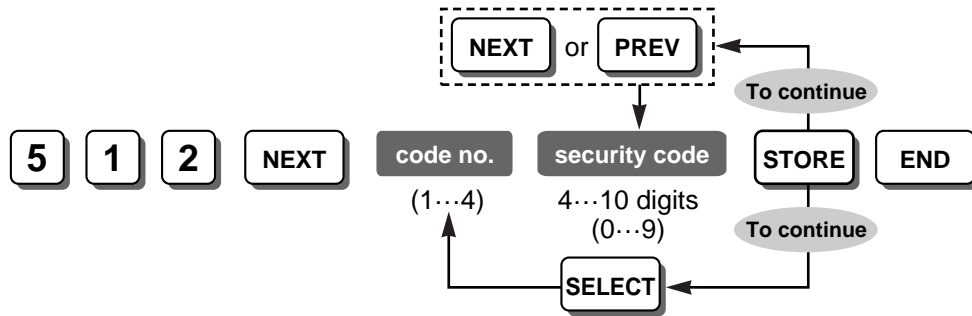 NEXT or PREV
To continue
5 1 2 NEXT code no. security code STORE END
(1···4) 4···10 digits
(0···9)
To continue
SELECT